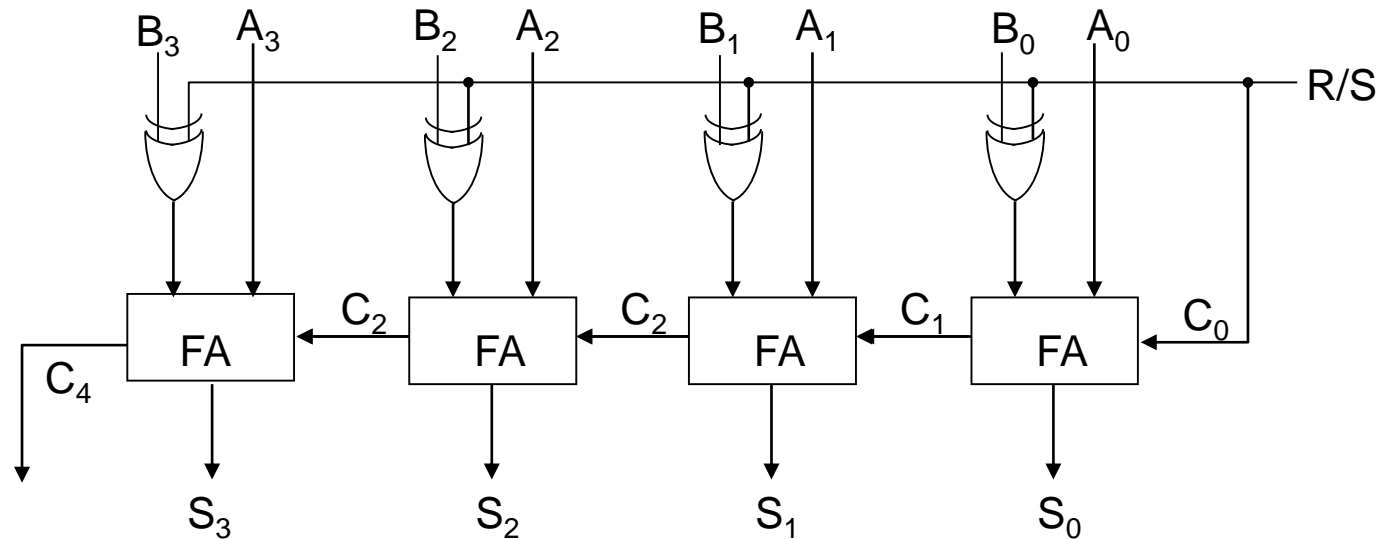 B₃ A₃ B₂ A₂ B₁ A₁ B₀ A₀
R/S
C₂ C₂ C₁ C₀
FA FA FA FA
C₄
S₃ S₂ S₁ S₀